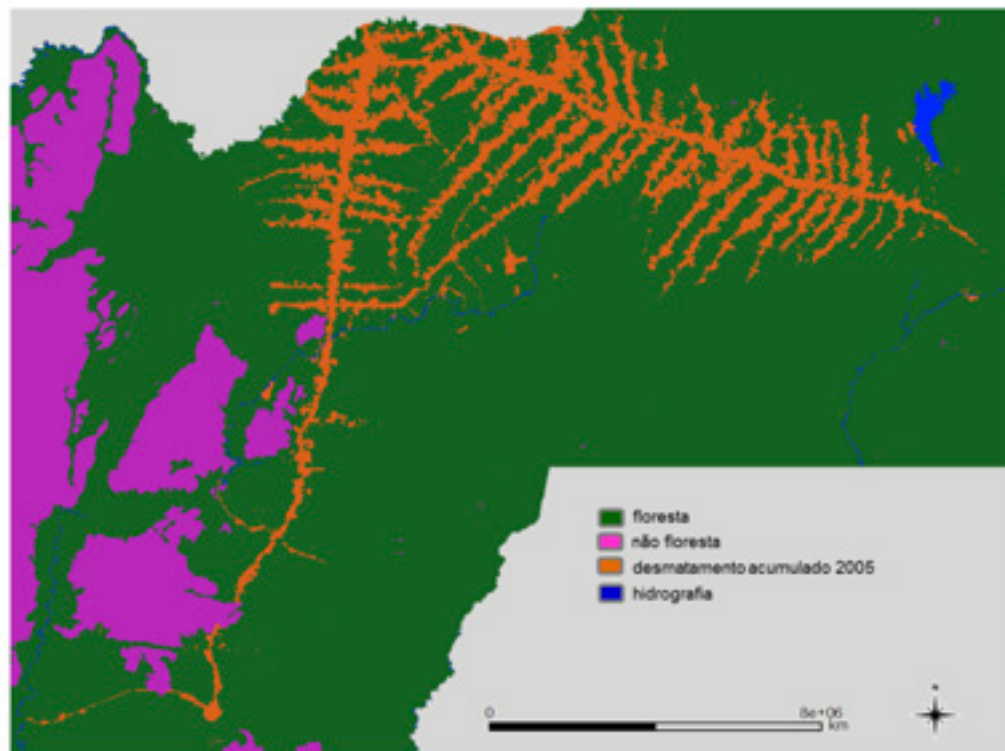 floresta
não floresta
desmatamento acumulado 2005
hidrografia
0 8e+06
km